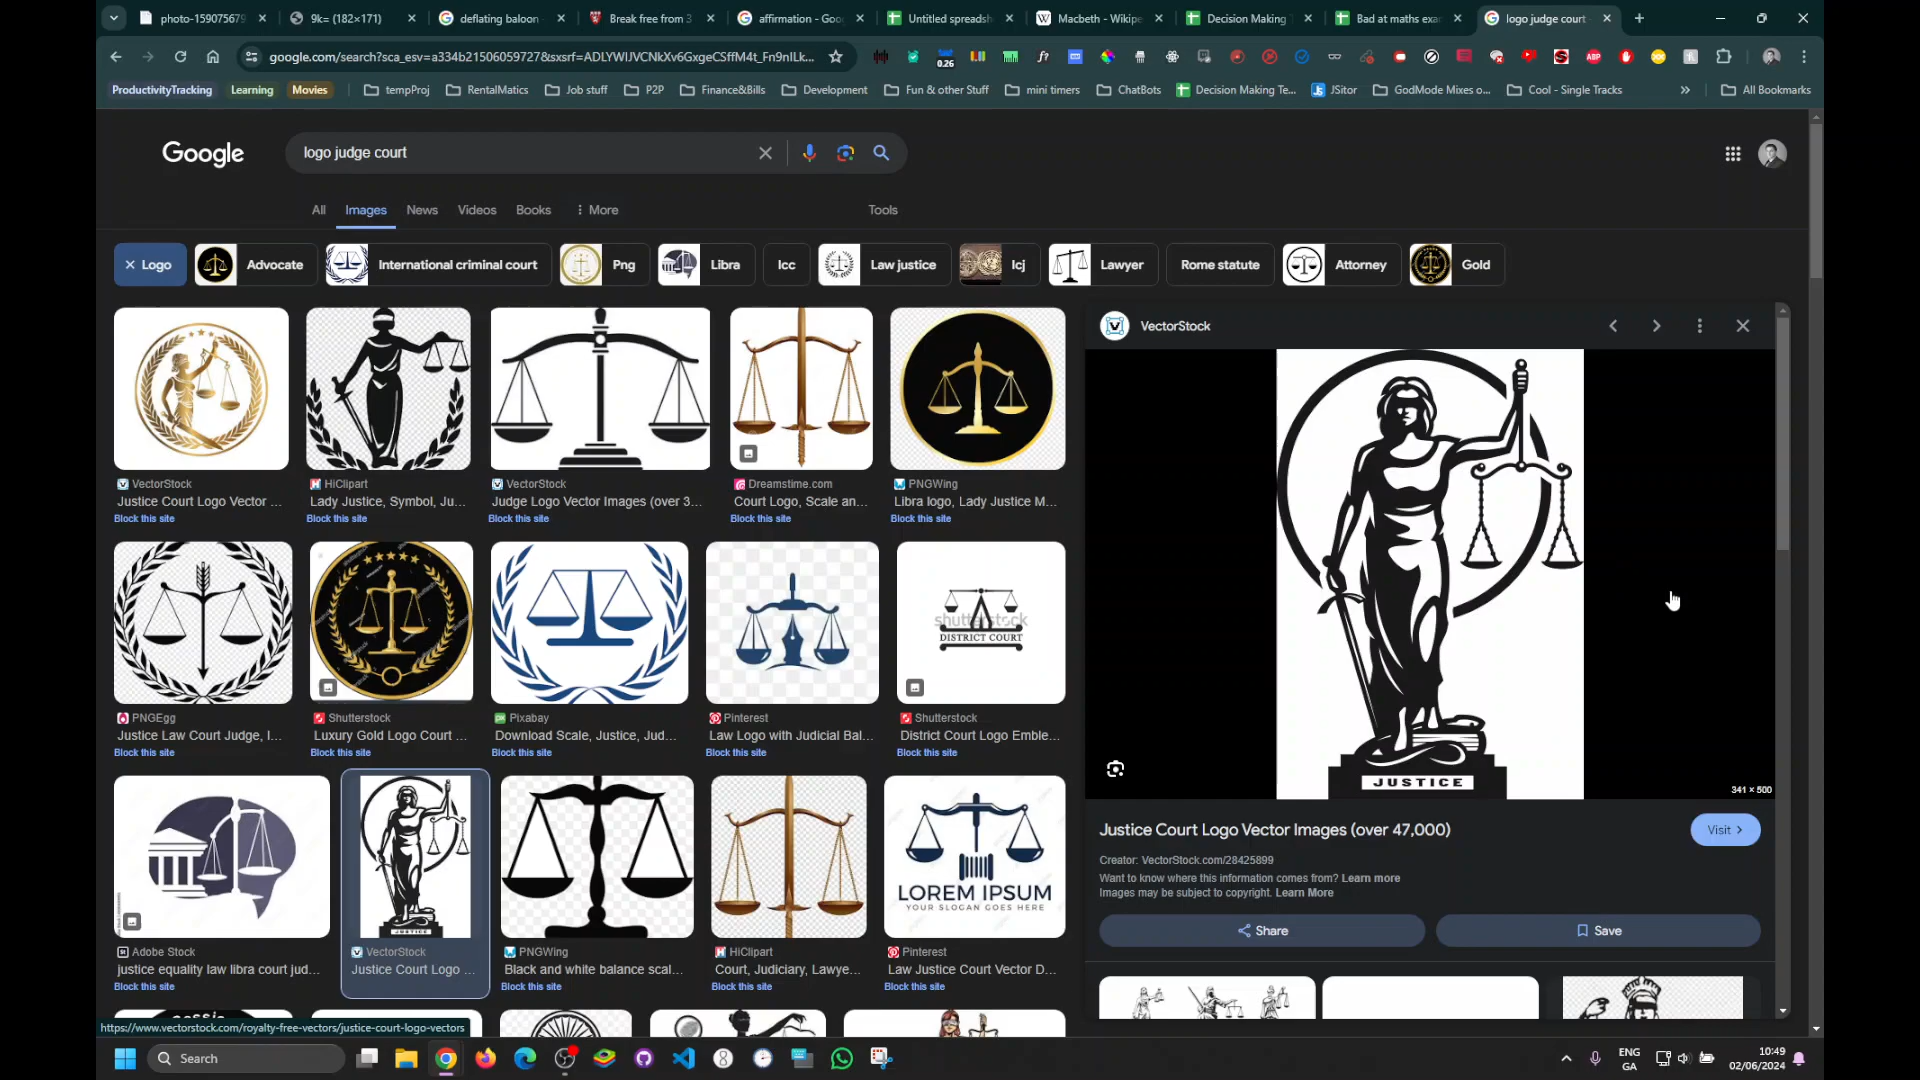 photo-159075679
9k= (182×171)
deflating baloon
Break free from 3
affirmation - Goo
Untitled spreadsh
Macbeth - Wikipe
Decision Making T
Bad at maths exa
logo judge court
google.com/search?sca_esv=a334b21506059727&sxsrf=ADLYWIJVCNkXv6GxgeCSffM4t_Fn9nILk...
0.26
ProductivityTracking
Learning
Movies
tempProj
RentalMatics
Job stuff
P2P
Finance&Bills
Development
Fun & other Stuff
mini timers
ChatBots
Decision Making Te...
JSitor
GodMode Mixes o...
Cool - Single Tracks
All Bookmarks
Google
logo judge court
All
Images
News
Videos
Books
More
Tools
Logo
Advocate
International criminal court
Png
Libra
Icc
Law justice
Icj
Lawyer
Rome statute
Attorney
Gold
VectorStock
Justice Court Logo Vector ...
Block this site
HiClipart
Lady Justice, Symbol, Ju...
Block this site
VectorStock
Judge Logo Vector Images (over 3...
Block this site
Dreamstime.com
Court Logo, Scale an...
Block this site
PNGWing
Libra logo, Lady Justice M...
Block this site
shutterstock
DISTRICT COURT
PNGEgg
Justice Law Court Judge, I...
Block this site
Shutterstock
Luxury Gold Logo Court ...
Block this site
Pixabay
Download Scale, Justice, Jud...
Block this site
Pinterest
Law Logo with Judicial Bal...
Block this site
Shutterstock
District Court Logo Emble...
Block this site
JUSTICE
LOREM IPSUM
YOUR SLOGAN GOES HERE
Adobe Stock
justice equality law libra court jud...
Block this site
VectorStock
Justice Court Logo ...
PNGWing
Black and white balance scal...
Block this site
HiClipart
Court, Judiciary, Lawye...
Block this site
Pinterest
Law Justice Court Vector D...
Block this site
VectorStock
JUSTICE
341 × 500
Justice Court Logo Vector Images (over 47,000)
Visit
Creator: VectorStock.com/28425899
Want to know where this information comes from? Learn more
Images may be subject to copyright. Learn More
Share
Save
https://www.vectorstock.com/royalty-free-vectors/justice-court-logo-vectors
Search
ENG
GA
10:49
02/06/2024